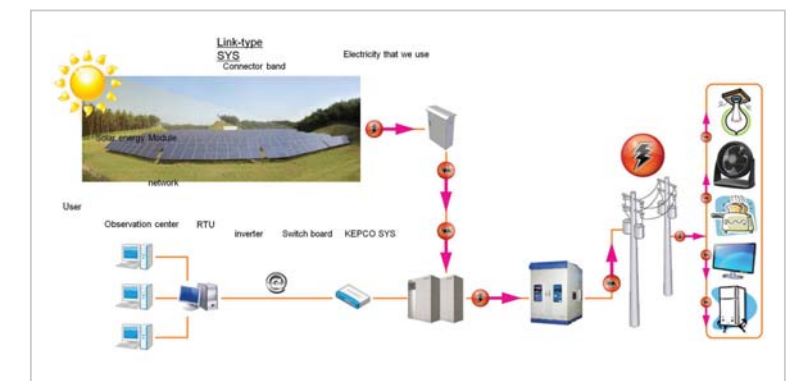 Link-type
SYS
Connector band
Electricity that we use
Solar energy Module
network
User
Observation center
RTU
inverter
Switch board
KEPCO SYS